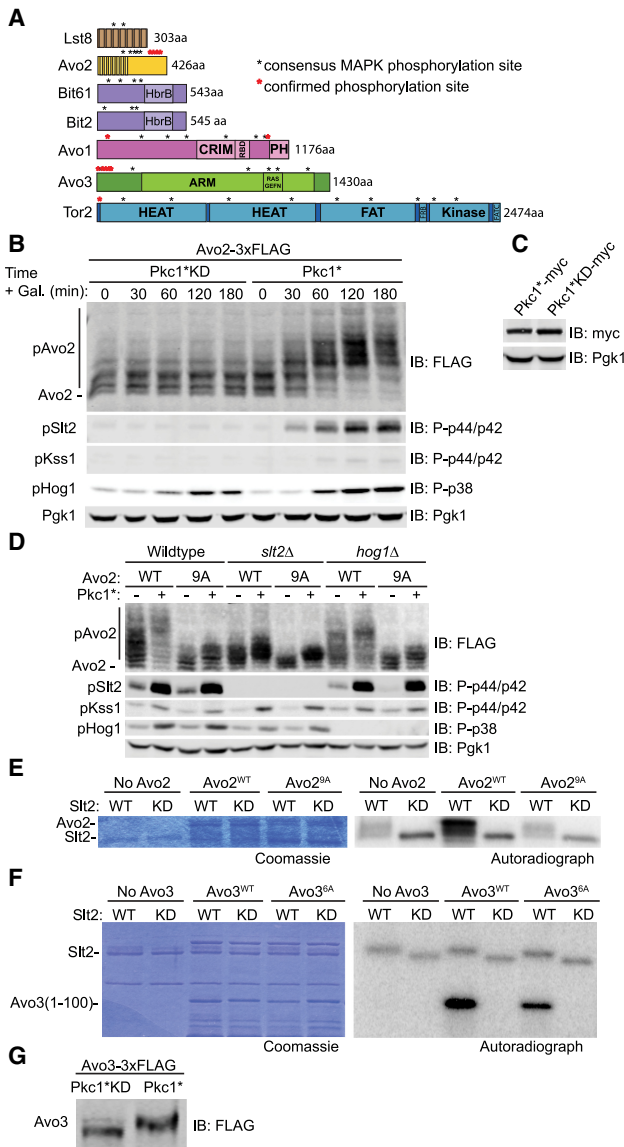 A
Lst8 303aa
Avo2 426aa
* consensus MAPK phosphorylation site
* confirmed phosphorylation site
Bit61 HbrB 543aa
Bit2 HbrB 545 aa
Avo1 CRIM RBD PH 1176aa
Avo3 ARM RAS GEFN 1430aa
Tor2 HEAT HEAT FAT FRB Kinase FATC 2474aa
B
Avo2-3xFLAG
Time Pkc1*KD Pkc1*
+ Gal. (min): 0 30 60 120 180 0 30 60 120 180
pAvo2
IB: FLAG
Avo2 -
pSlt2 IB: P-p44/p42
pKss1 IB: P-p44/p42
pHog1 IB: P-p38
Pgk1 IB: Pgk1
C
Pkc1*-myc
Pkc1*KD-myc
IB: myc
IB: Pgk1
D
Wildtype slt2Δ hog1Δ
Avo2: WT 9A WT 9A WT 9A
Pkc1*: - + - + - + - + - + - +
pAvo2
IB: FLAG
Avo2 -
pSlt2 IB: P-p44/p42
pKss1 IB: P-p44/p42
pHog1 IB: P-p38
Pgk1 IB: Pgk1
E
No Avo2 Avo2WT Avo29A No Avo2 Avo2WT Avo29A
Slt2: WT KD WT KD WT KD WT KD WT KD WT KD
Avo2-
Slt2-
Coomassie Autoradiograph
F
No Avo3 Avo3WT Avo36A No Avo3 Avo3WT Avo36A
Slt2: WT KD WT KD WT KD WT KD WT KD WT KD
Slt2-
Avo3(1-100)-
Coomassie Autoradiograph
G
Avo3-3xFLAG
Pkc1*KD Pkc1*
Avo3 IB: FLAG